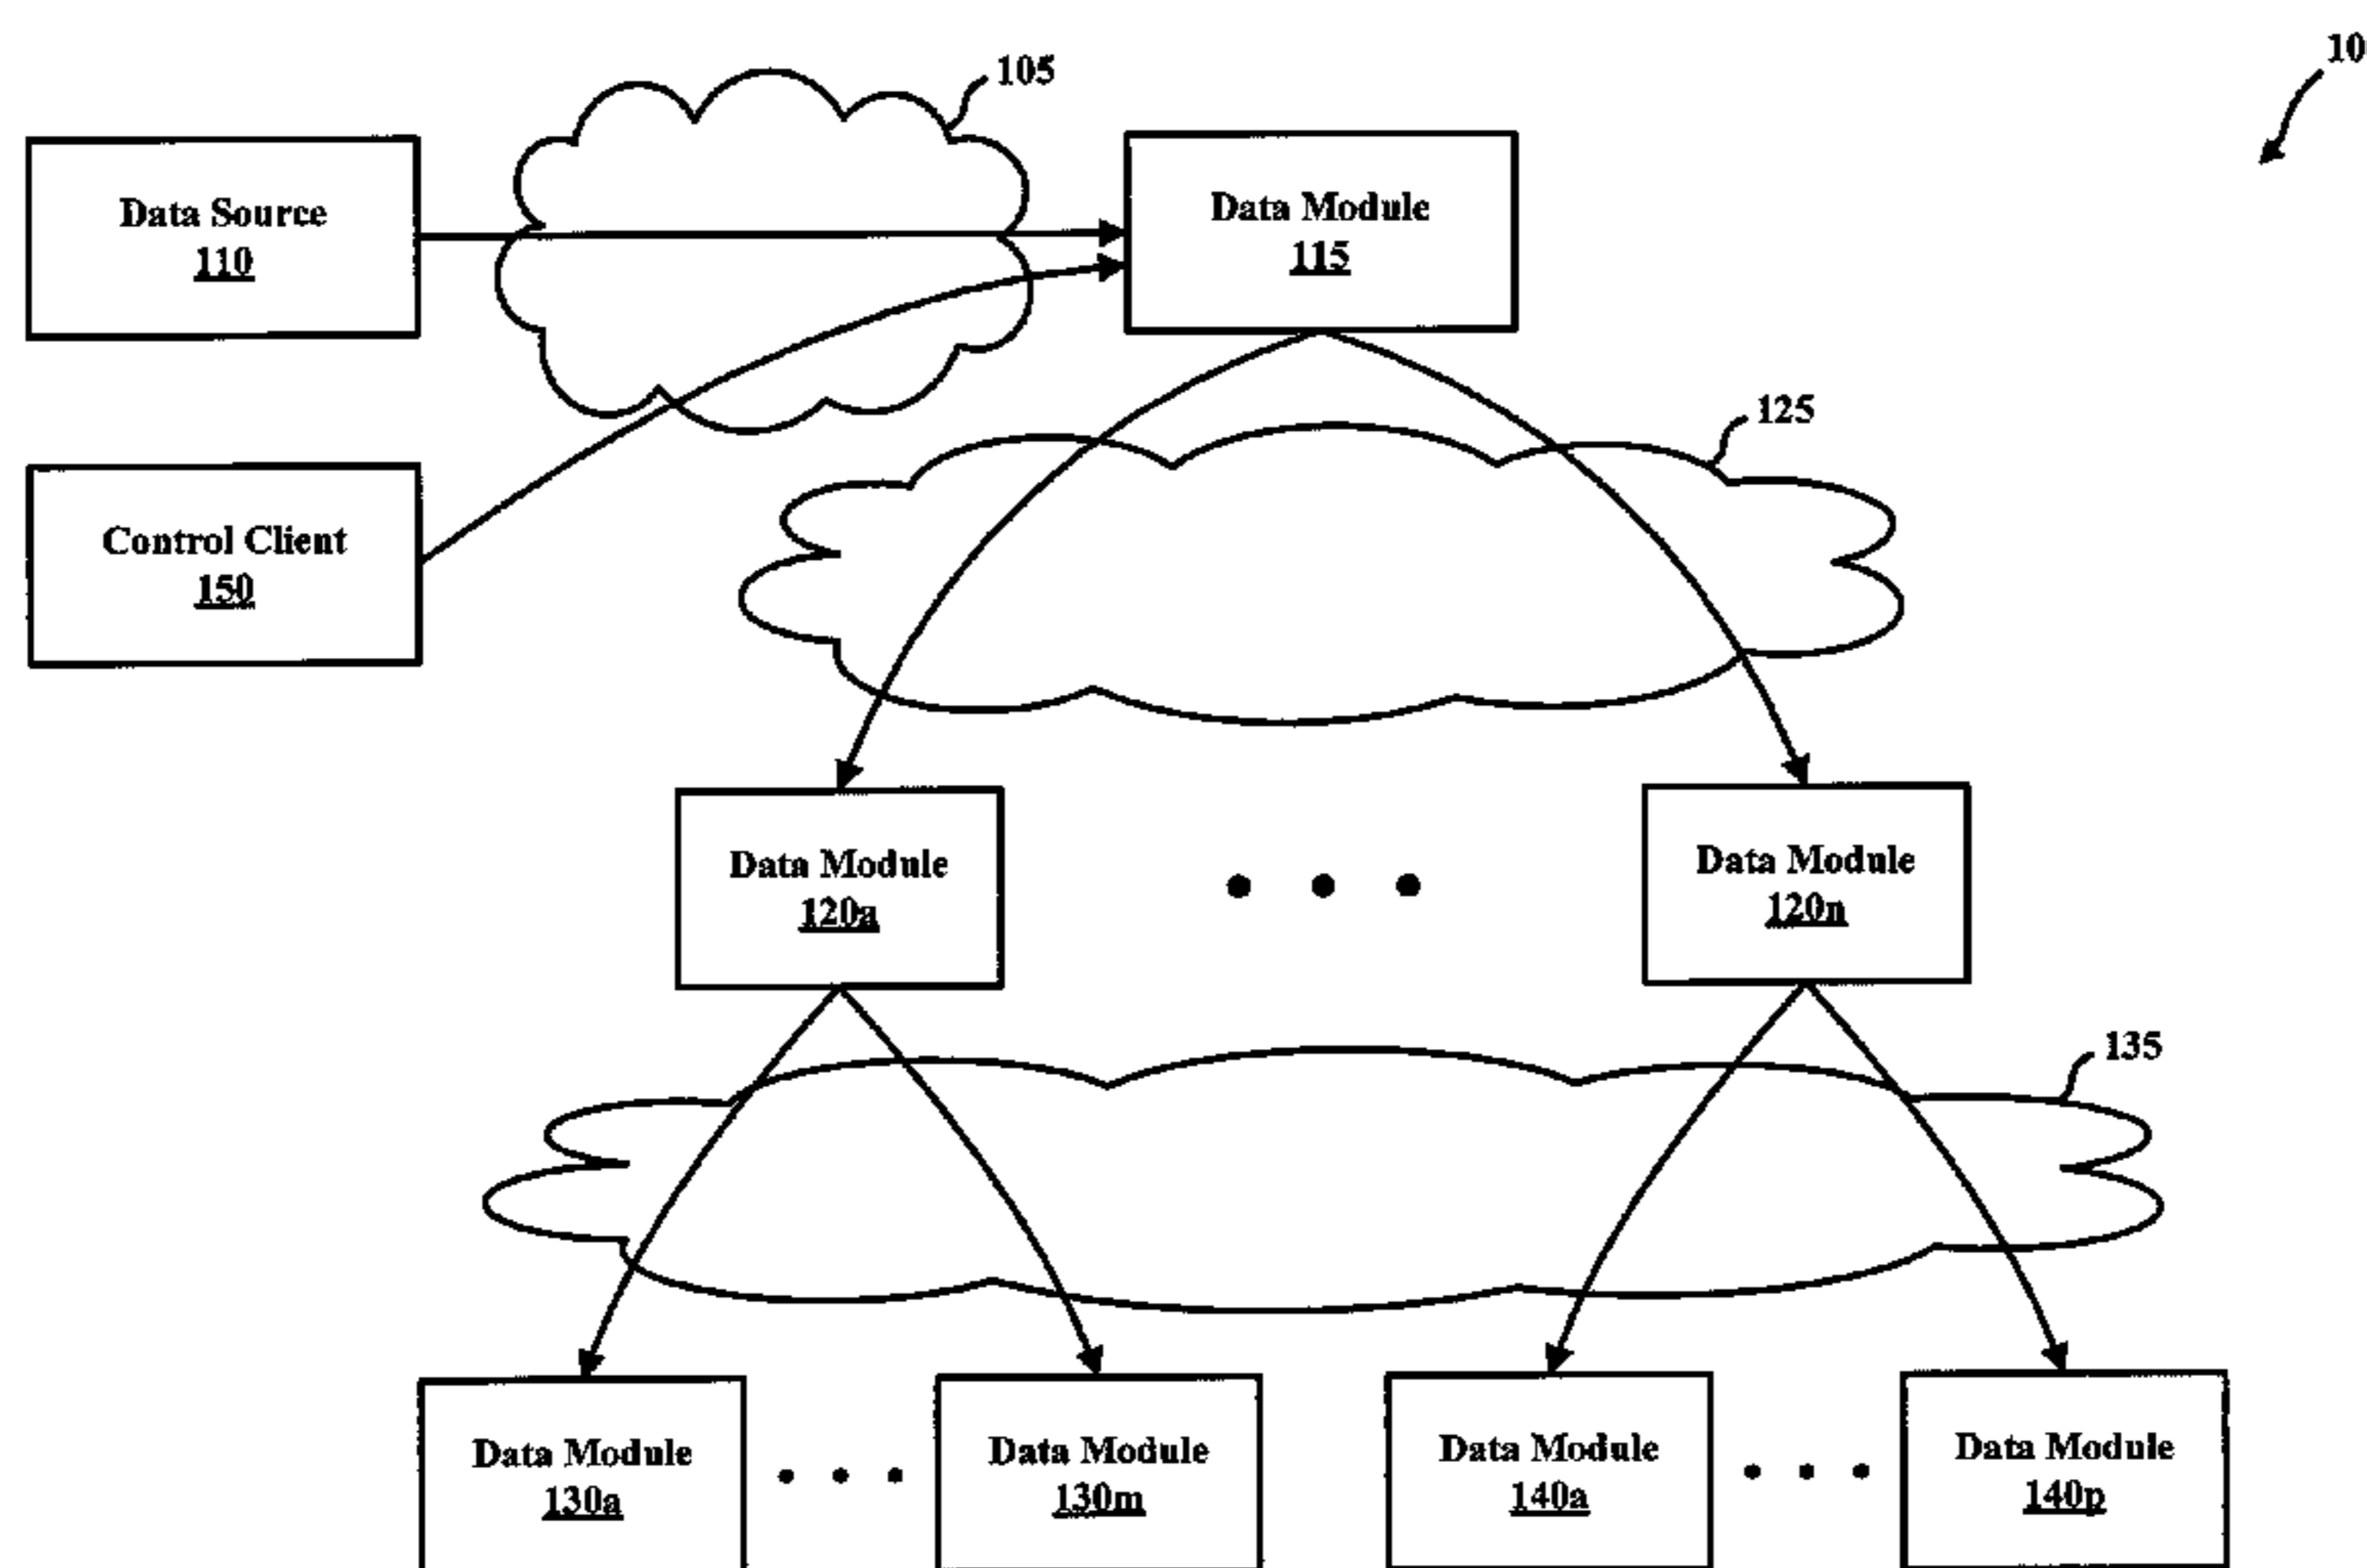 105
10
Data Source
110
Data Module
115
125
Control Client
150
Data Module
120a
Data Module
120n
135
Data Module
130a
Data Module
130m
Data Module
140a
Data Module
140p